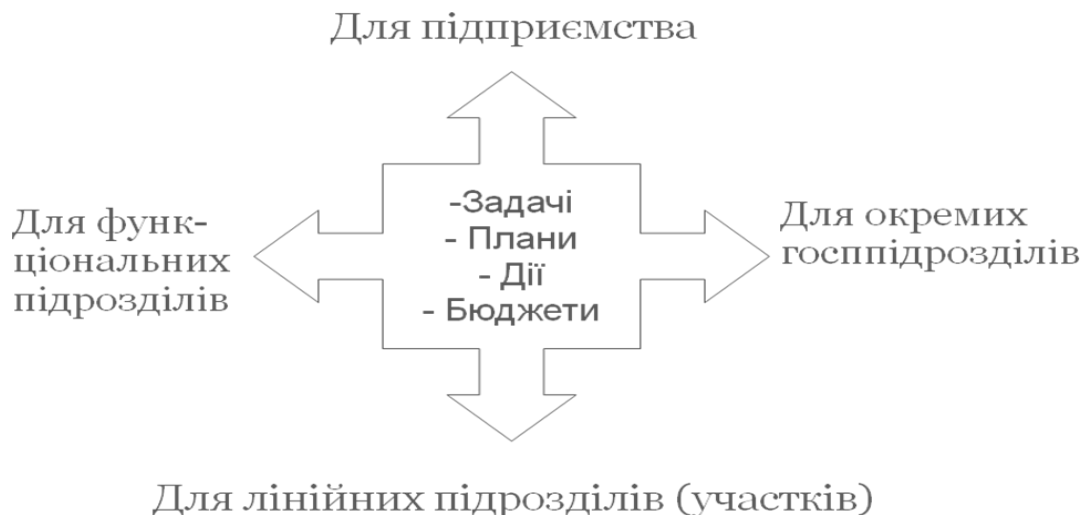 Для підприємства
Для функ-
ціональних
підрозділів
-Задачі
- Плани
- Дії
- Бюджети
Для окремих
госппідрозділів
Для лінійних підрозділів (участків)